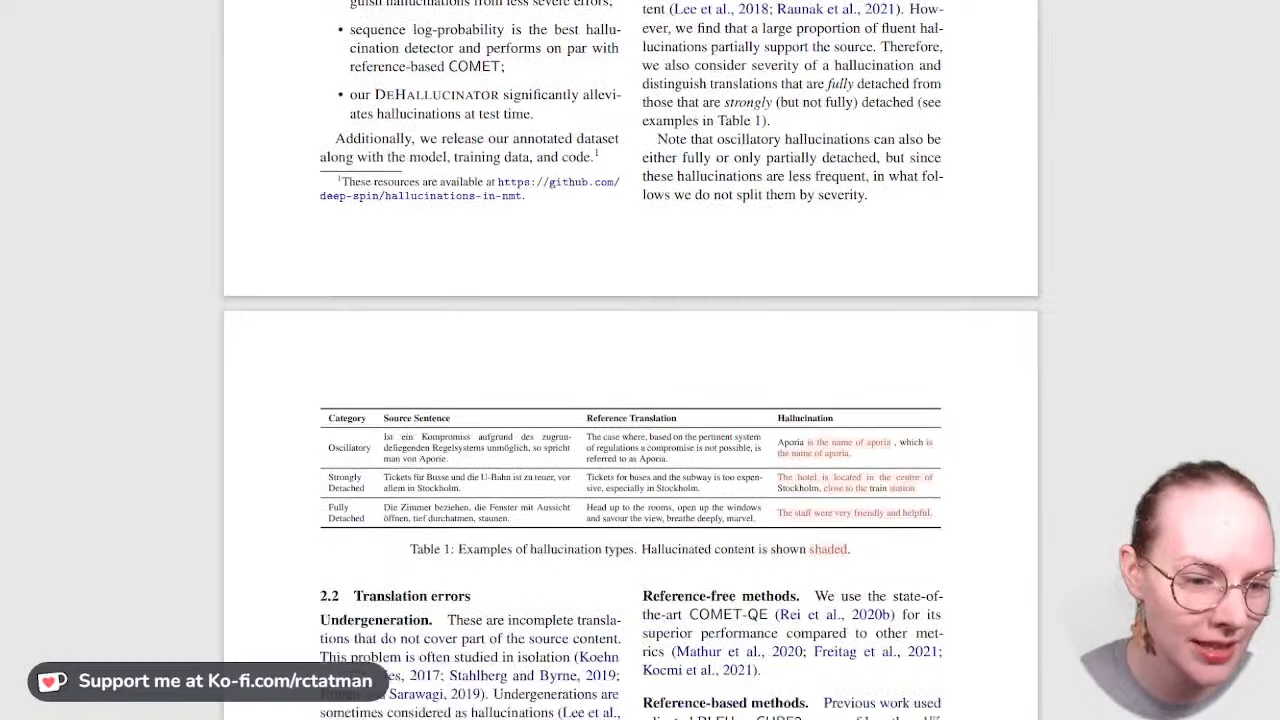 guish hallucinations from less severe errors;
• sequence log-probability is the best hallu-
cination detector and performs on par with
reference-based COMET;
• our DEHALLUCINATOR significantly allevi-
ates hallucinations at test time.
Additionally, we release our annotated dataset
along with the model, training data, and code.1
1These resources are available at https://github.com/
deep-spin/hallucinations-in-nmt.
tent (Lee et al., 2018; Raunak et al., 2021). How-
ever, we find that a large proportion of fluent hal-
lucinations partially support the source. Therefore,
we also consider severity of a hallucination and
distinguish translations that are fully detached from
those that are strongly (but not fully) detached (see
examples in Table 1).
Note that oscillatory hallucinations can also be
either fully or only partially detached, but since
these hallucinations are less frequent, in what fol-
lows we do not split them by severity.
Category Source Sentence Reference Translation Hallucination
Oscillatory
Ist ein Kompromiss aufgrund des zugrun-
deliegenden Regelsystems unmöglich, so spricht
man von Aporie.
The case where, based on the pertinent system
of regulations a compromise is not possible, is
referred to as Aporia.
Aporia is the name of aporia , which is
the name of aporia.
Strongly
Detached
Tickets für Busse und die U-Bahn ist zu teuer, vor
allem in Stockholm.
Tickets for buses and the subway is too expen-
sive, especially in Stockholm.
The hotel is located in the centre of
Stockholm, close to the train station.
Fully
Detached
Die Zimmer beziehen, die Fenster mit Aussicht
öffnen, tief durchatmen, staunen.
Head up to the rooms, open up the windows
and savour the view, breathe deeply, marvel.
The staff were very friendly and helpful.
Table 1: Examples of hallucination types. Hallucinated content is shown shaded.
2.2 Translation errors
Undergeneration. These are incomplete transla-
tions that do not cover part of the source content.
This problem is often studied in isolation (Koehn
2017; Stahlberg and Byrne, 2019;
Sarawagi, 2019). Undergenerations are
sometimes considered as hallucinations (Lee et al.,
Reference-free methods. We use the state-of-
the-art COMET-QE (Rei et al., 2020b) for its
superior performance compared to other met-
rics (Mathur et al., 2020; Freitag et al., 2021;
Kocmi et al., 2021).
Reference-based methods. Previous work used
Support me at Ko-fi.com/rctatman